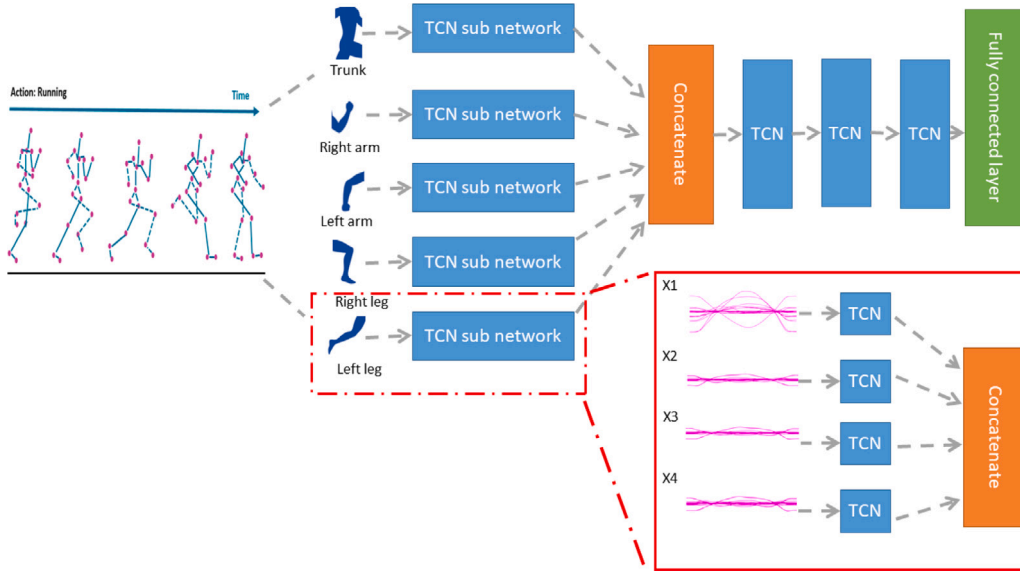 Action: Running
Time
Trunk
Right arm
Left arm
Right leg
Left leg
TCN sub network
TCN sub network
TCN sub network
TCN sub network
TCN sub network
Concatenate
TCN
TCN
TCN
Fully connected layer
X1
TCN
X2
TCN
X3
TCN
X4
TCN
Concatenate